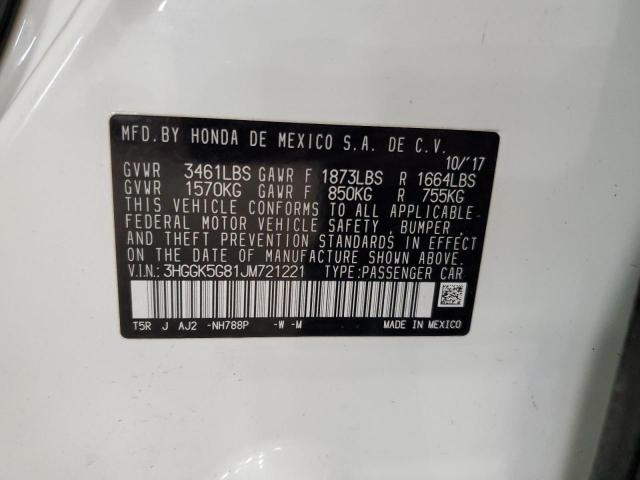 MFD. BY HONDA DE MEXICO S.A. DE C.V.
10/'17
GVWR 3461LBS GAWR F 1873LBS R 1664LBS
GVWR 1570KG GAWR F 850KG R 755KG
THIS VEHICLE CONFORMS TO ALL APPLICABLE
FEDERAL MOTOR VEHICLE SAFETY, BUMPER,
AND THEFT PREVENTION STANDARDS IN EFFECT
ON THE DATE OF MANUFACTURE SHOWN ABOVE.
V.I.N.: 3HGGK5G81JM721221 TYPE:PASSENGER CAR
T5R J AJ2 -NH788P -W -M MADE IN MEXICO